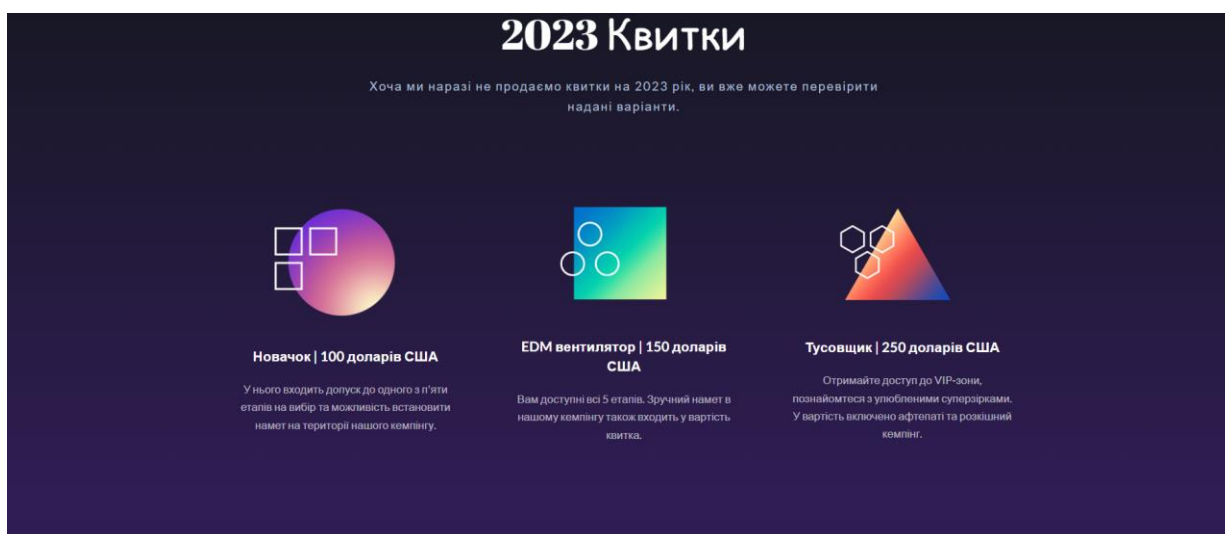 2023 Квитки
Хоча ми наразі не продаємо квитки на 2023 рік, ви вже можете перевірити
надані варіанти.
Новачок | 100 доларів США
У нього входить допуск до одного з п'яти
етапів на вибір та можливість встановити
намет на території нашого кемпінгу.
EDM вентилятор | 150 доларів
США
Вам доступні всі 5 етапів. Зручний намет в
нашому кемпінгу також входить у вартість
квитка.
Тусовщик | 250 доларів США
Отримайте доступ до VIP-зони,
познайомтеся з улюбленими суперзірками.
У вартість включено афтепаті та розкішний
кемпінг.